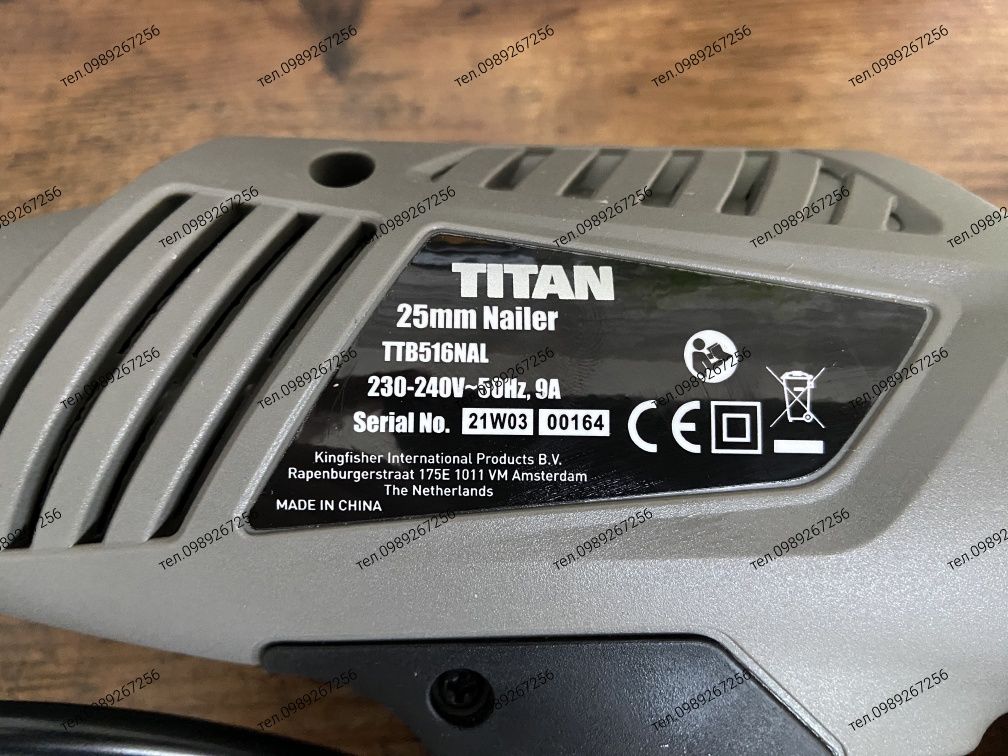 TITAN
25mm Nailer
TTB516NAL
230-240V~50Hz, 9A
Serial No. 21W03 00164
Kingfisher International Products B.V.
Rapenburgerstraat 175E 1011 VM Amsterdam
The Netherlands
MADE IN CHINA
CE
тел.0989267256